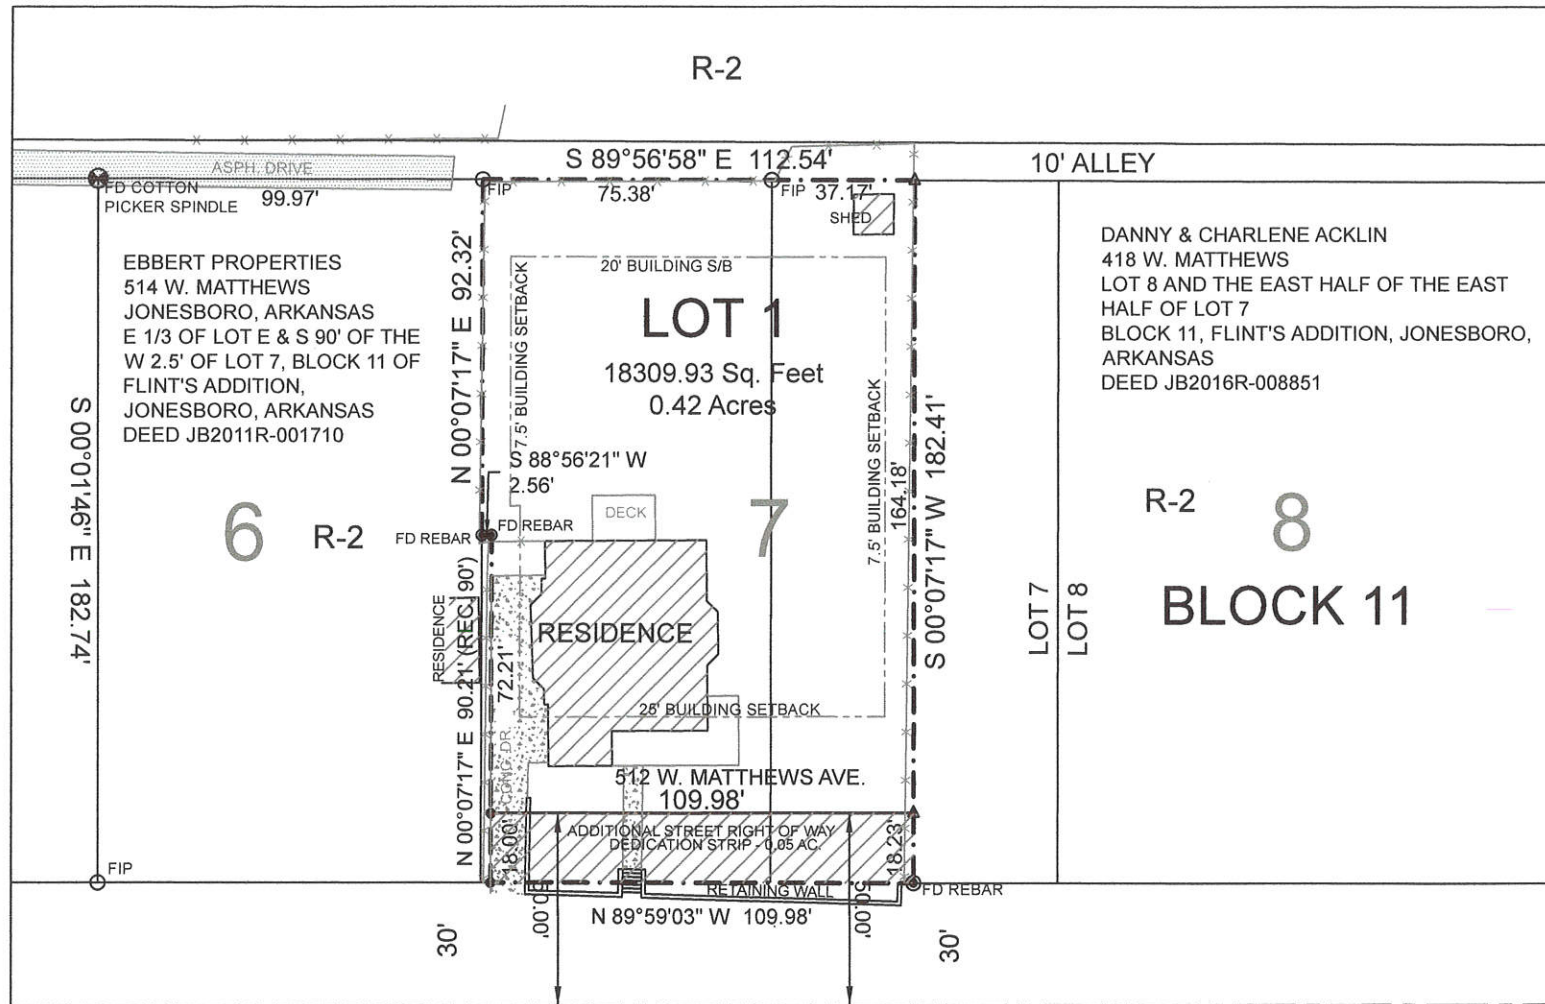 R-2
ASPH. DRIVE
S 89°56'58" E 112.54'
10' ALLEY
FD COTTON
PICKER SPINDLE
99.97'
FIP
75.38'
FIP
37.17'
SHED
EBBERT PROPERTIES
514 W. MATTHEWS
JONESBORO, ARKANSAS
E 1/3 OF LOT E & S 90' OF THE
W 2.5' OF LOT 7, BLOCK 11 OF
FLINT'S ADDITION,
JONESBORO, ARKANSAS
DEED JB2011R-001710
S 00°01'46" E 182.74'
N 00°07'17" E 92.32'
7.5' BUILDING SETBACK
20' BUILDING S/B
LOT 1
18309.93 Sq. Feet
0.42 Acres
7.5' BUILDING SETBACK
164.18'
S 00°07'17" W 182.41'
DANNY & CHARLENE ACKLIN
418 W. MATTHEWS
LOT 8 AND THE EAST HALF OF THE EAST
HALF OF LOT 7
BLOCK 11, FLINT'S ADDITION, JONESBORO,
ARKANSAS
DEED JB2016R-008851
S 88°56'21" W
2.56'
6
R-2
FD REBAR
FD REBAR
DECK
7
R-2
8
BLOCK 11
LOT 7
LOT 8
RESIDENCE
N 00°07'17" E 90.21' (REC. 90')
72.21'
RESIDENCE
CONC. DR.
25' BUILDING SETBACK
512 W. MATTHEWS AVE.
109.98'
ADDITIONAL STREET RIGHT OF WAY
DEDICATION STRIP - 0.05 AC.
18.00'
18.23'
FIP
RETAINING WALL
FD REBAR
50.00'
N 89°59'03" W 109.98'
50.00'
30'
30'